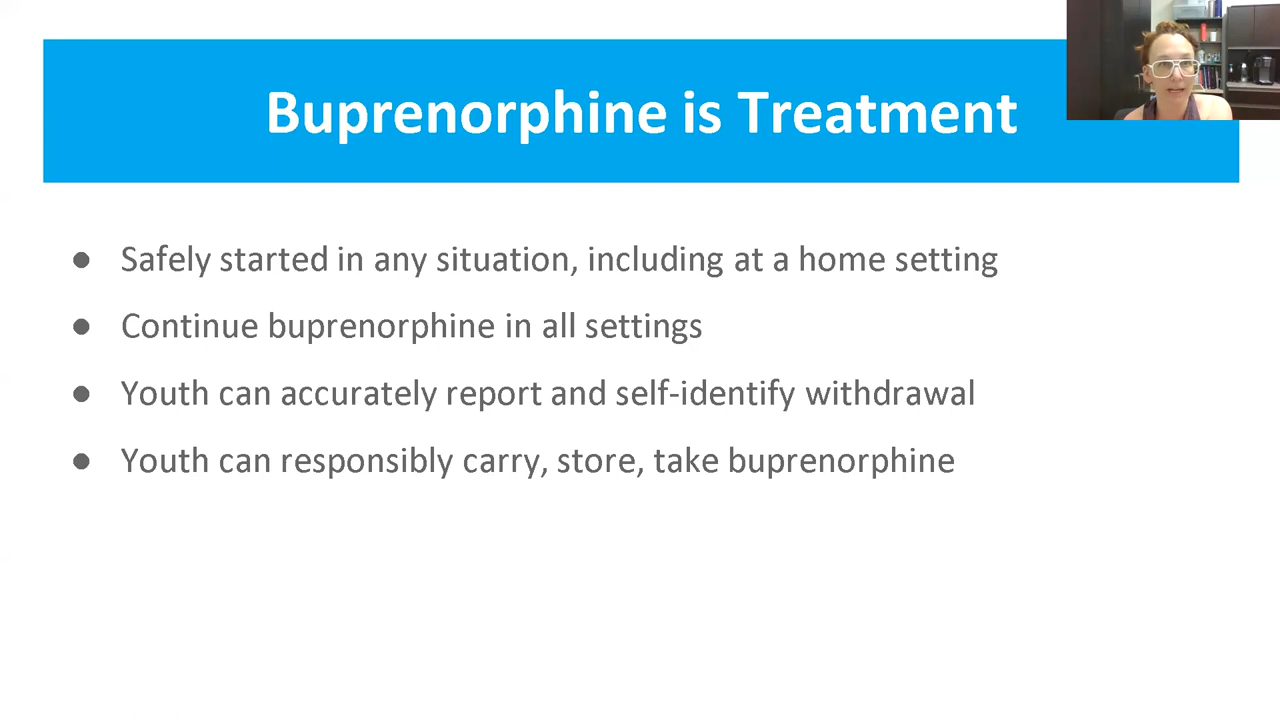 Buprenorphine is Treatment
● Safely started in any situation, including at a home setting
● Continue buprenorphine in all settings
● Youth can accurately report and self-identify withdrawal
● Youth can responsibly carry, store, take buprenorphine